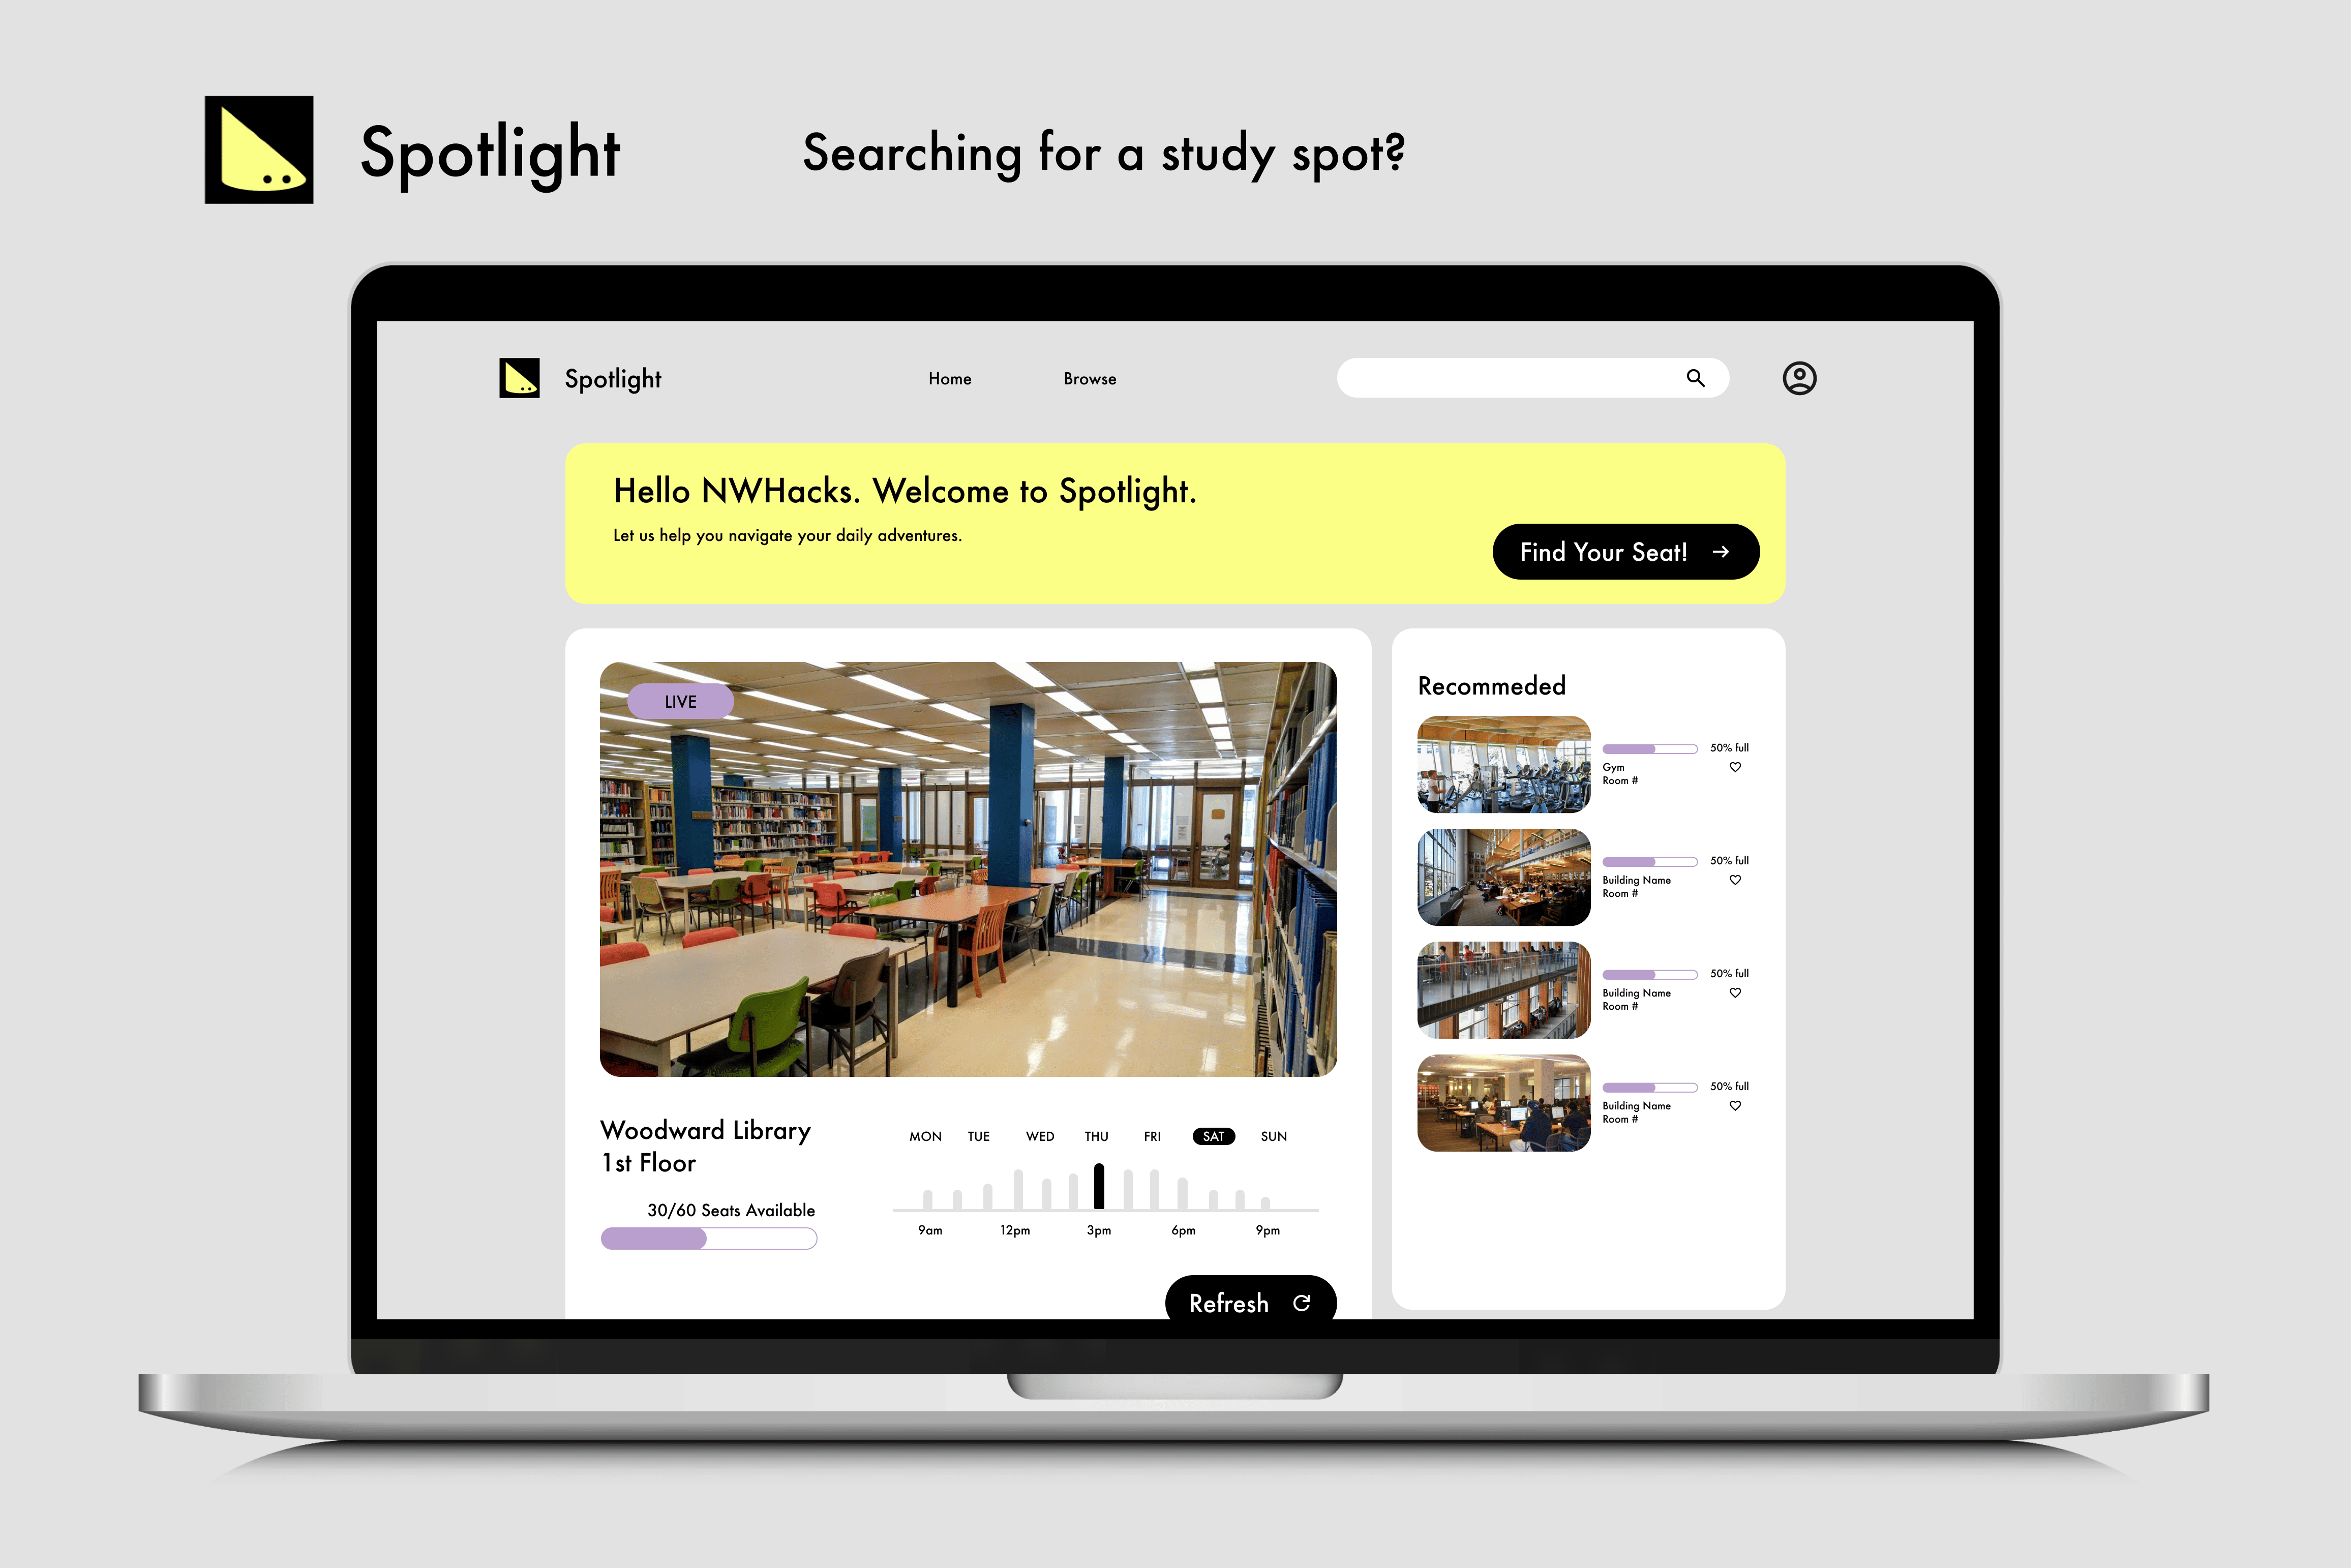 Spotlight
Searching for a study spot?
Spotlight
Home
Browse
Hello NWHacks. Welcome to Spotlight.
Let us help you navigate your daily adventures.
Find Your Seat!
LIVE
Woodward Library
1st Floor
30/60 Seats Available
MON TUE WED THU FRI SAT SUN
9am 12pm 3pm 6pm 9pm
Refresh
Recommeded
50% full
Gym
Room #
50% full
Building Name
Room #
50% full
Building Name
Room #
50% full
Building Name
Room #